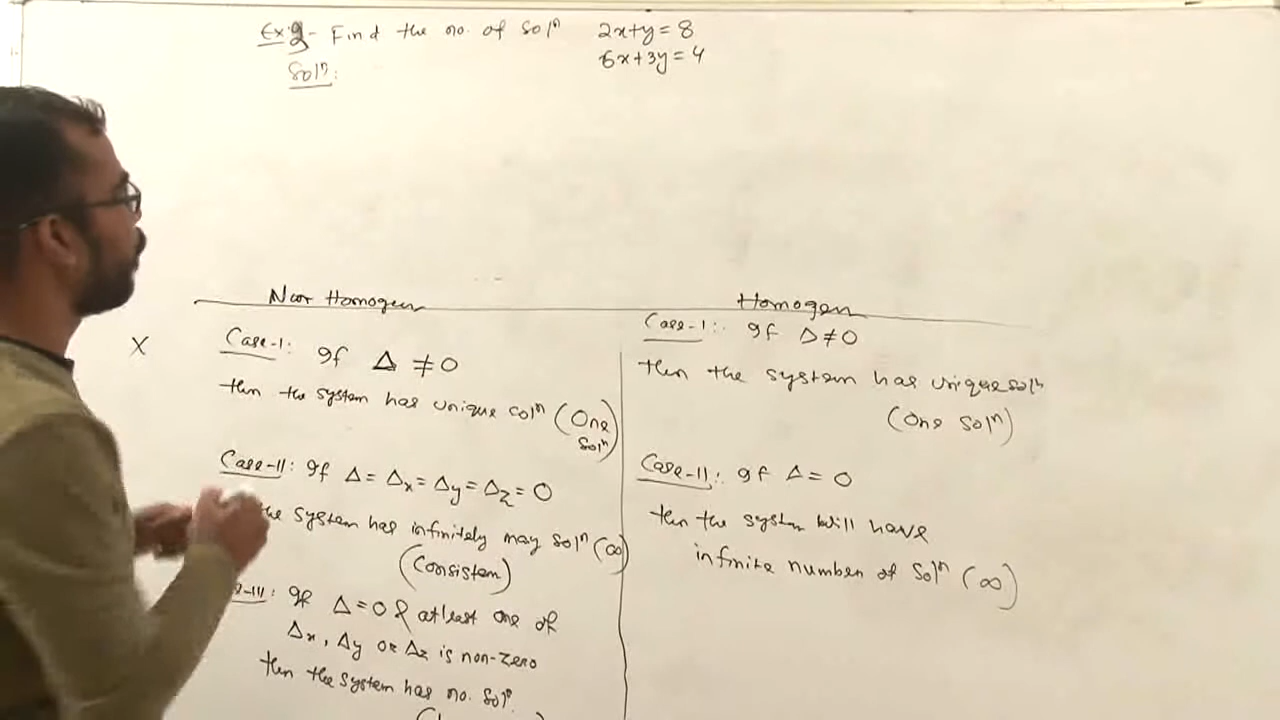 Ex.9- Find the no. of Solⁿ 2x+y=8
6x+3y=4
Solⁿ:
Non Homogen
Homogen
X
Case-I: If Δ ≠ 0
then the system has unique solⁿ (One Solⁿ)
Case-II: If Δ = Δx = Δy = Δz = 0
the system has infinitely may solⁿ (∞)
(Consisten)
If Δ = 0 & atleast one of
Δx, Δy or Δz is non-zero
then the system has no. Solⁿ.
Case-I: If Δ ≠ 0
then the system has unique solⁿ
(One Solⁿ)
Case-II: If Δ = 0
then the system will have
infinite number of Solⁿ (∞)